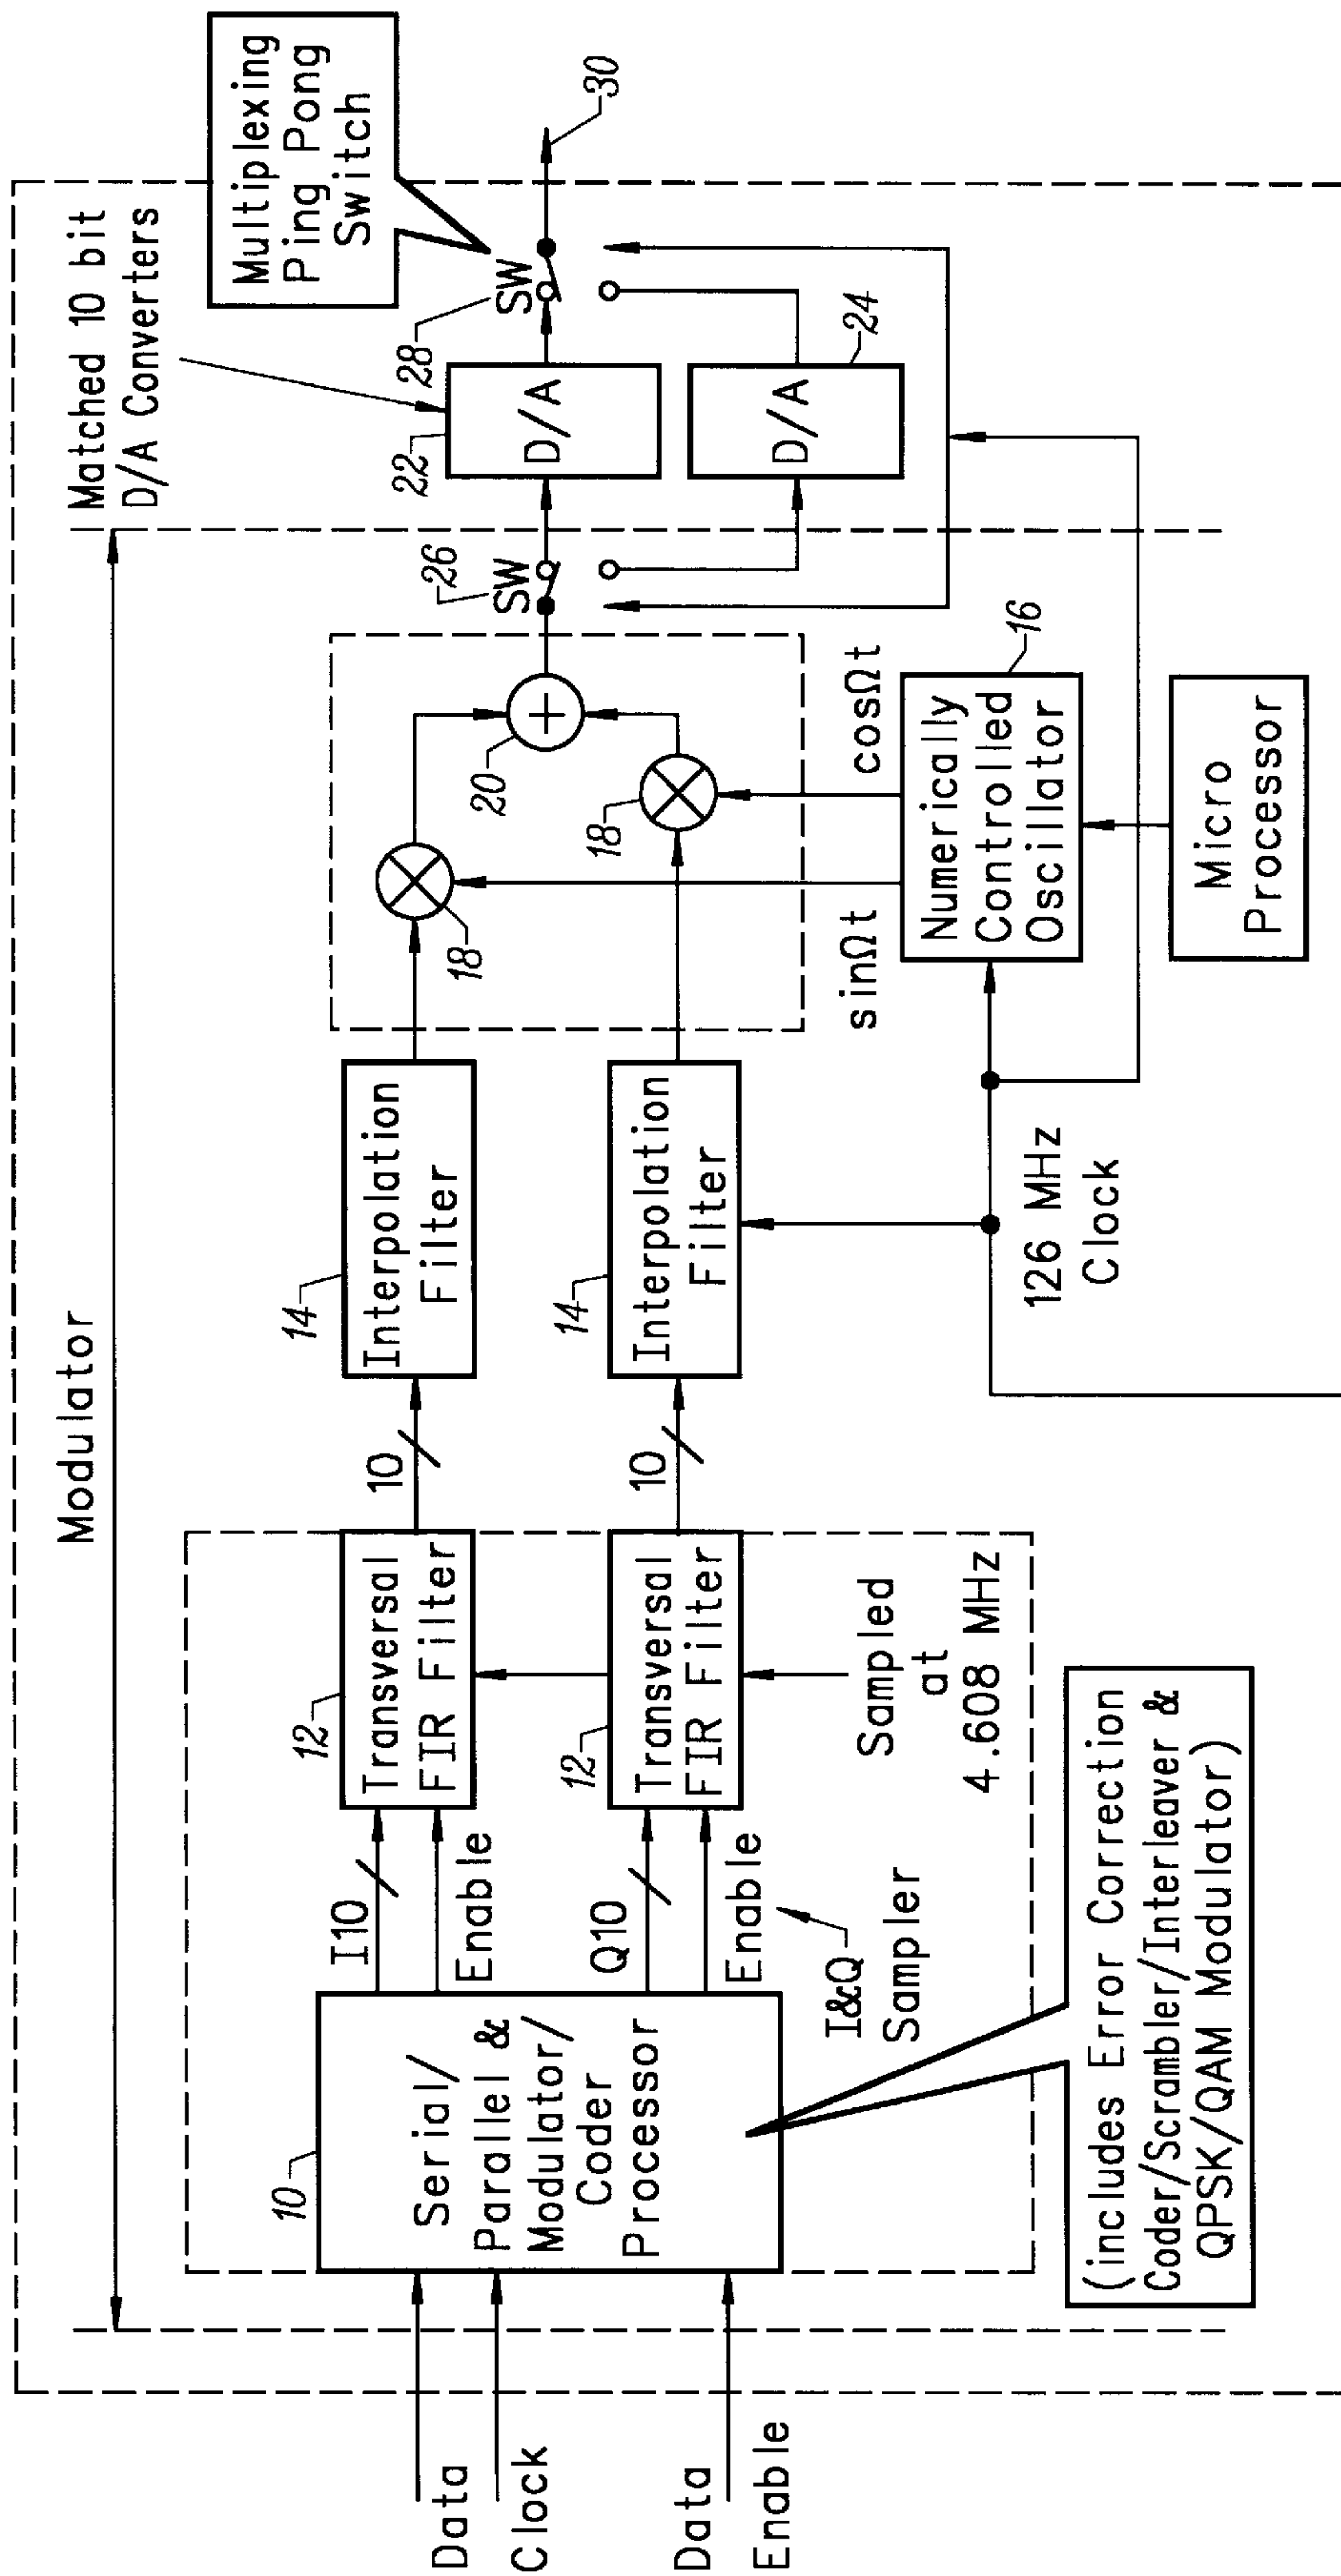 Modulator
Matched 10 bit
D/A Converters
Multiplexing
Ping Pong
Switch
Data
Clock
Data
Enable
10
Serial/
Parallel &
Modulator/
Coder
Processor
I10
Enable
Q10
Enable
I&Q
Sampler
12
Transversal
FIR Filter
12
Transversal
FIR Filter
Sampled
at
4.608 MHz
(includes Error Correction
Coder/Scrambler/Interleaver &
QPSK/QAM Modulator)
10
10
14
Interpolation
Filter
14
Interpolation
Filter
126 MHz
Clock
18
18
20
+
sinΩt
cosΩt
16
Numerically
Controlled
Oscillator
Micro
Processor
26
SW
22
D/A
24
D/A
28
SW
30